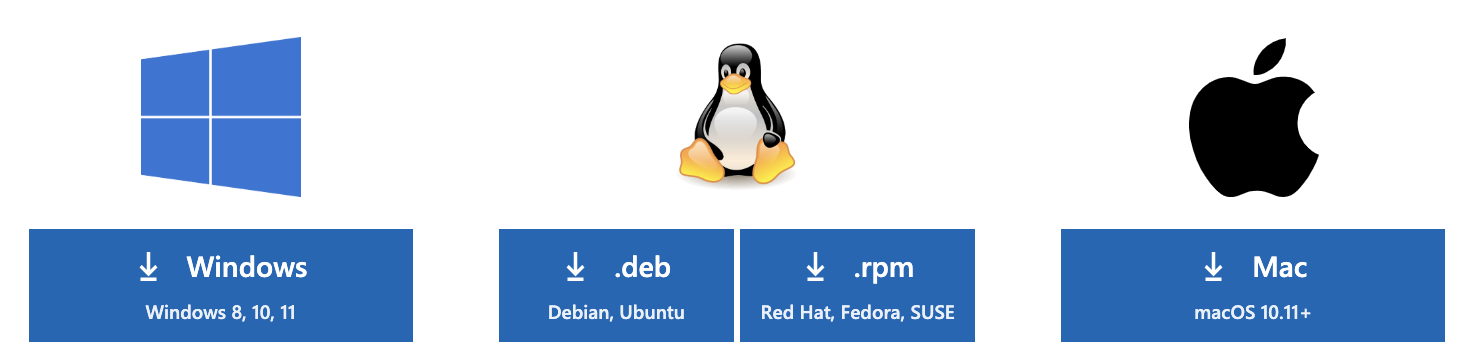 Windows
Windows 8, 10, 11
.deb
Debian, Ubuntu
.rpm
Red Hat, Fedora, SUSE
Mac
macOS 10.11+